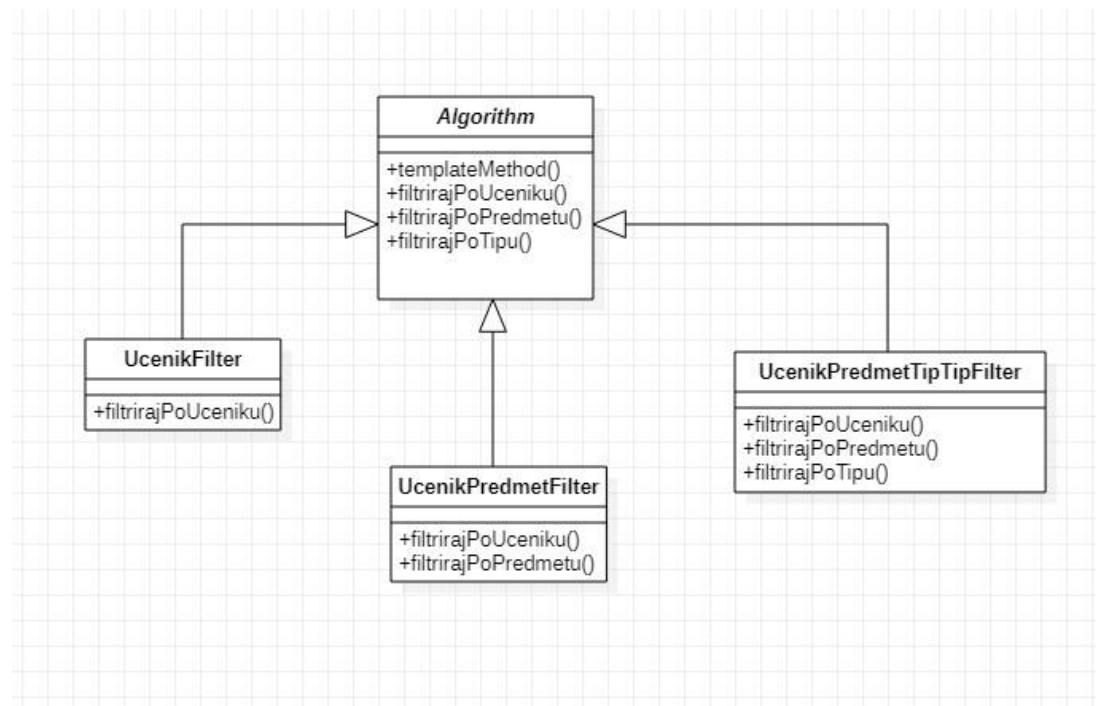 Algorithm
+templateMethod()
+filtrirajPoUceniku()
+filtrirajPoPredmetu()
+filtrirajPoTipu()
UcenikFilter
+filtrirajPoUceniku()
UcenikPredmetFilter
+filtrirajPoUceniku()
+filtrirajPoPredmetu()
UcenikPredmetTipTipFilter
+filtrirajPoUceniku()
+filtrirajPoPredmetu()
+filtrirajPoTipu()